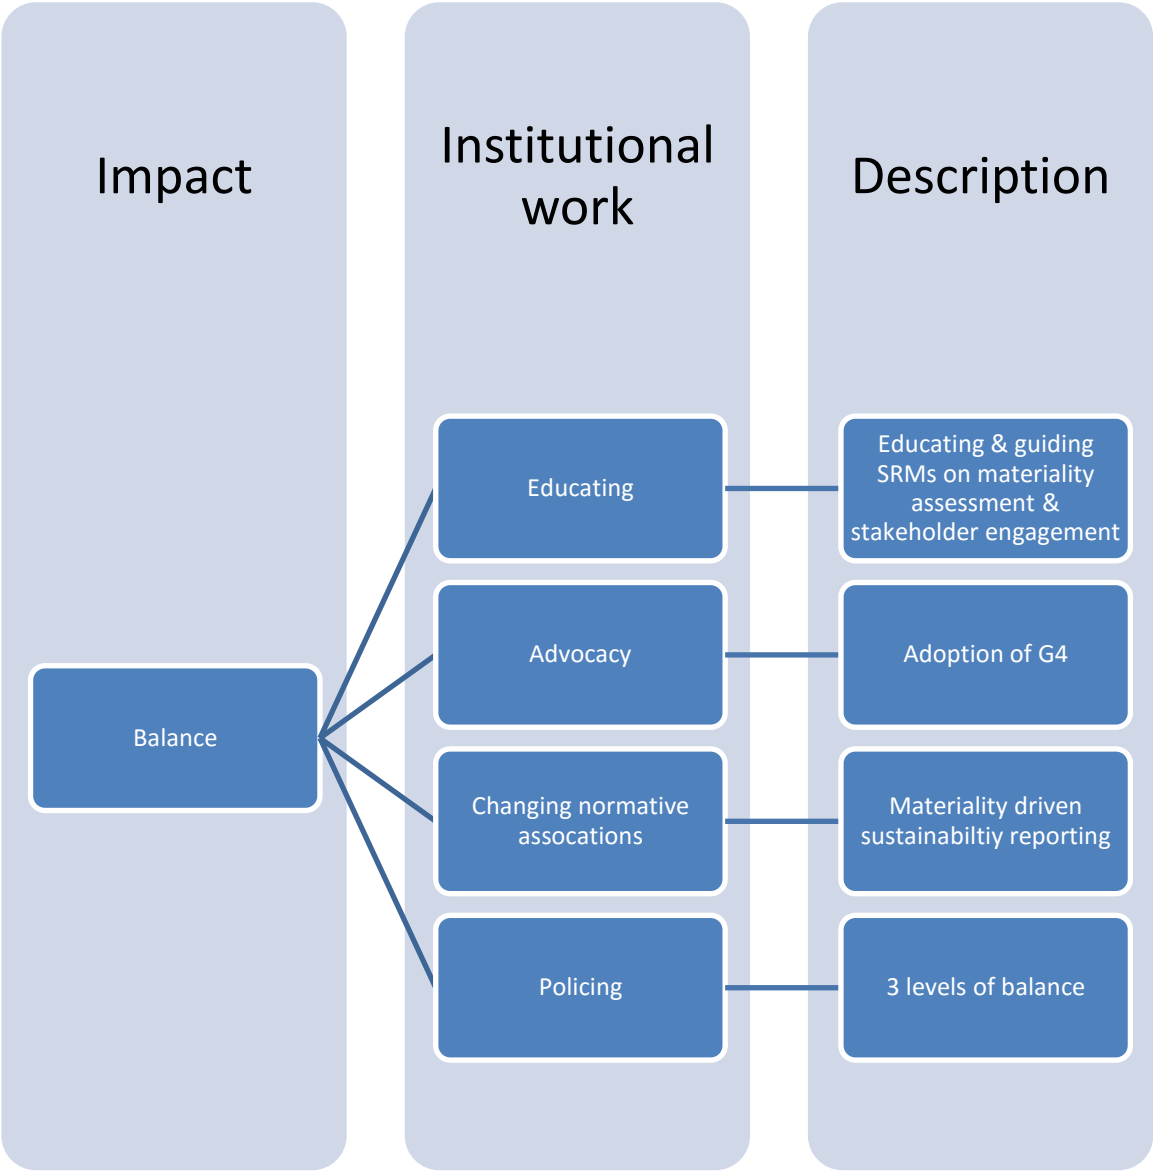 Impact
Institutional
work
Description
Balance
Educating
Educating & guiding
SRMs on materiality
assessment &
stakeholder engagement
Advocacy
Adoption of G4
Changing normative
assocations
Materiality driven
sustainabiltiy reporting
Policing
3 levels of balance